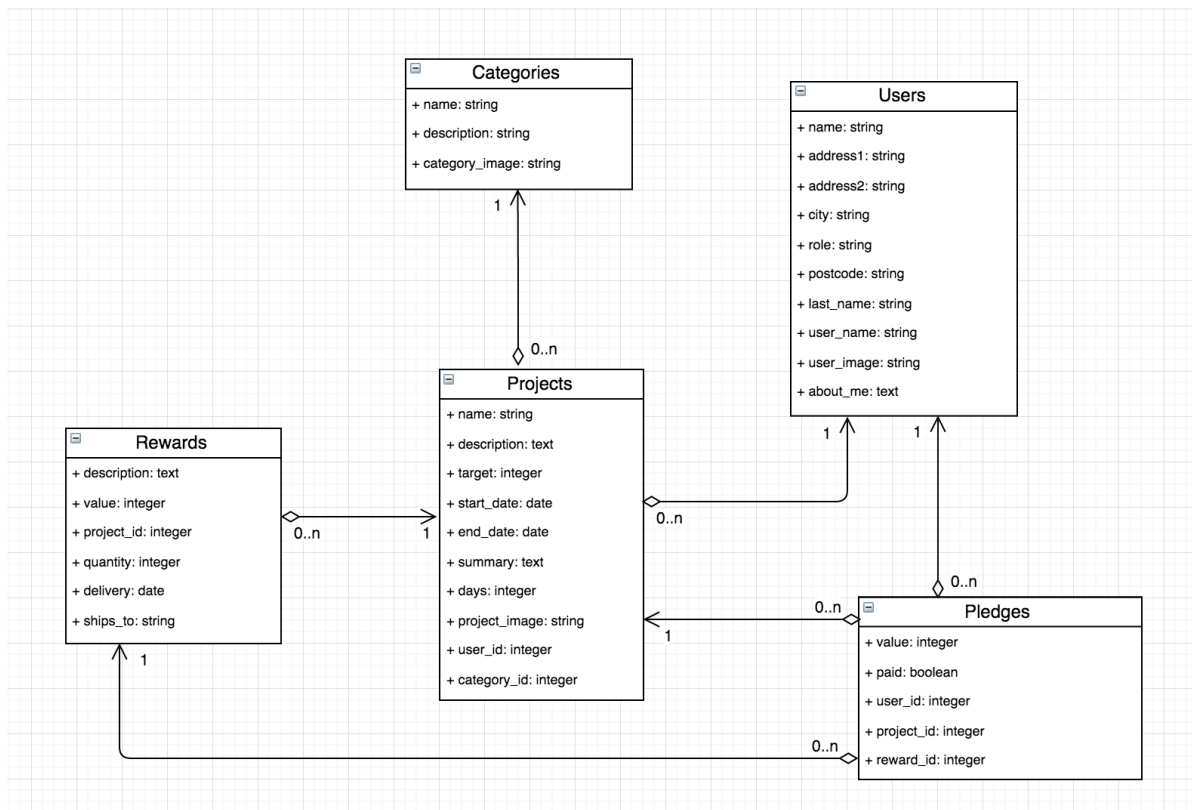 Categories
+ name: string
+ description: string
+ category_image: string
1
0..n
Users
+ name: string
+ address1: string
+ address2: string
+ city: string
+ role: string
+ postcode: string
+ last_name: string
+ user_name: string
+ user_image: string
+ about_me: text
1
1
Projects
+ name: string
+ description: text
+ target: integer
+ start_date: date
+ end_date: date
+ summary: text
+ days: integer
+ project_image: string
+ user_id: integer
+ category_id: integer
0..n
Rewards
+ description: text
+ value: integer
+ project_id: integer
+ quantity: integer
+ delivery: date
+ ships_to: string
0..n
1
1
0..n
Pledges
+ value: integer
+ paid: boolean
+ user_id: integer
+ project_id: integer
+ reward_id: integer
0..n
1
0..n